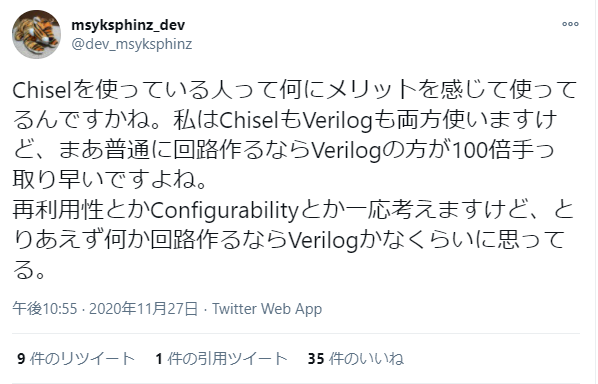 msyksphinz_dev
@dev_msyksphinz
Chiselを使っている人って何にメリットを感じて使って
るんですかね。私はChiselもVerilogも両方使いますけ
ど、まあ普通に回路作るならVerilogの方が100倍手っ
取り早いですよね。
再利用性とかConfigurabilityとか一応考えますけど、と
りあえず何か回路作るならVerilogかなくらいに思って
る。
午後10:55 · 2020年11月27日 · Twitter Web App
9 件のリツイート 1 件の引用ツイート 35 件のいいね